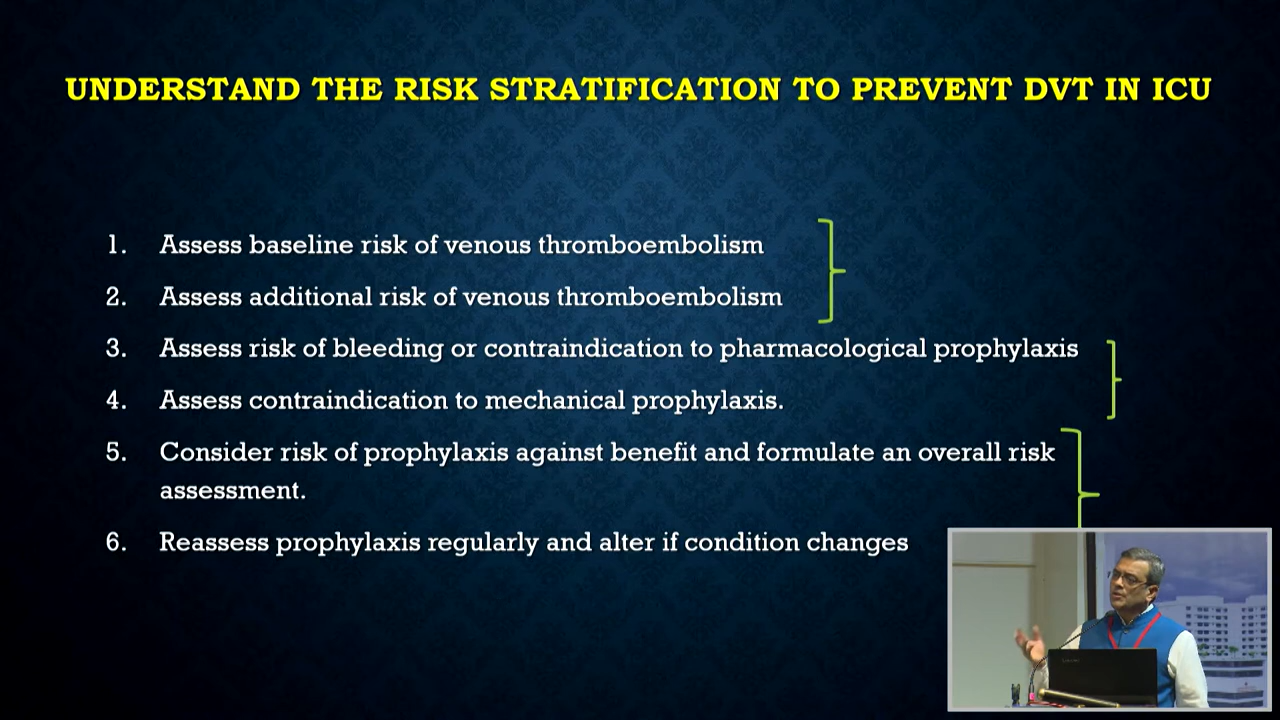 UNDERSTAND THE RISK STRATIFICATION TO PREVENT DVT IN ICU
1. Assess baseline risk of venous thromboembolism
2. Assess additional risk of venous thromboembolism
3. Assess risk of bleeding or contraindication to pharmacological prophylaxis
4. Assess contraindication to mechanical prophylaxis.
5. Consider risk of prophylaxis against benefit and formulate an overall risk
assessment.
6. Reassess prophylaxis regularly and alter if condition changes